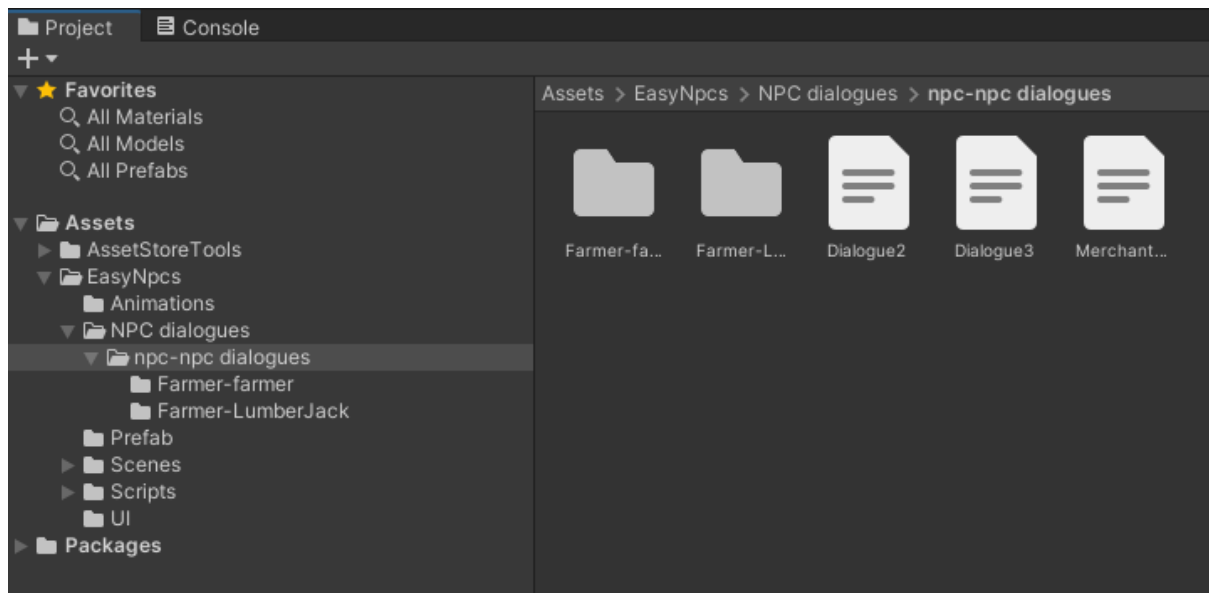 Project
Console
Favorites
All Materials
All Models
All Prefabs
Assets
AssetStoreTools
EasyNpcs
Animations
NPC dialogues
npc-npc dialogues
Farmer-farmer
Farmer-LumberJack
Prefab
Scenes
Scripts
UI
Packages
Assets > EasyNpcs > NPC dialogues > npc-npc dialogues
Farmer-fa... Farmer-L... Dialogue2 Dialogue3 Merchant...